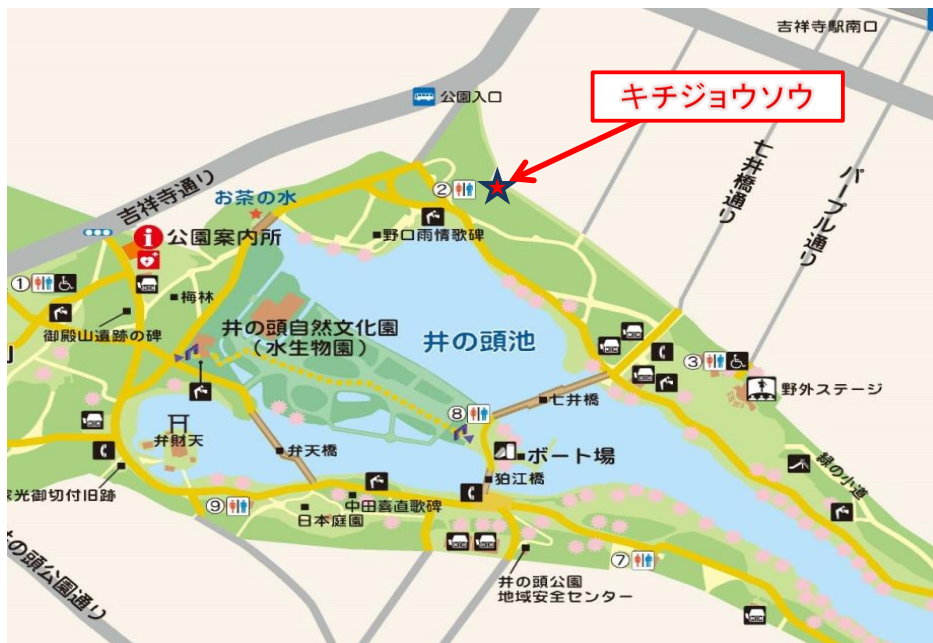 吉祥寺駅南口
公園入口
キチジョウソウ
七井橋通り
パープル通り
吉祥寺通り
お茶の水
②
公園案内所
野口雨情歌碑
①
梅林
御殿山遺跡の碑
井の頭自然文化園
(水生物園)
井の頭池
③
野外ステージ
七井橋
⑧
弁財天
弁天橋
ボート場
狛江橋
緑の小道
光御切付旧跡
⑨
中田喜直歌碑
日本庭園
⑦
井の頭公園
地域安全センター
の頭公園通り